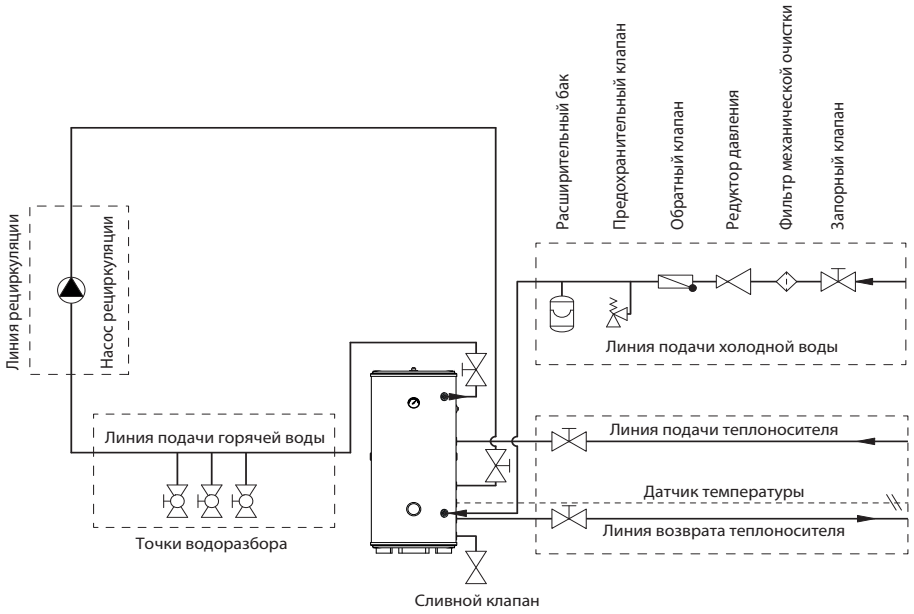 Расширительный бак
Предохранительный клапан
Обратный клапан
Редуктор давления
Фильтр механической очистки
Запорный клапан
Линия рециркуляции
Насос рециркуляции
Линия подачи холодной воды
Линия подачи горячей воды
Линия подачи теплоносителя
Датчик температуры
Линия возврата теплоносителя
Точки водоразбора
Сливной клапан